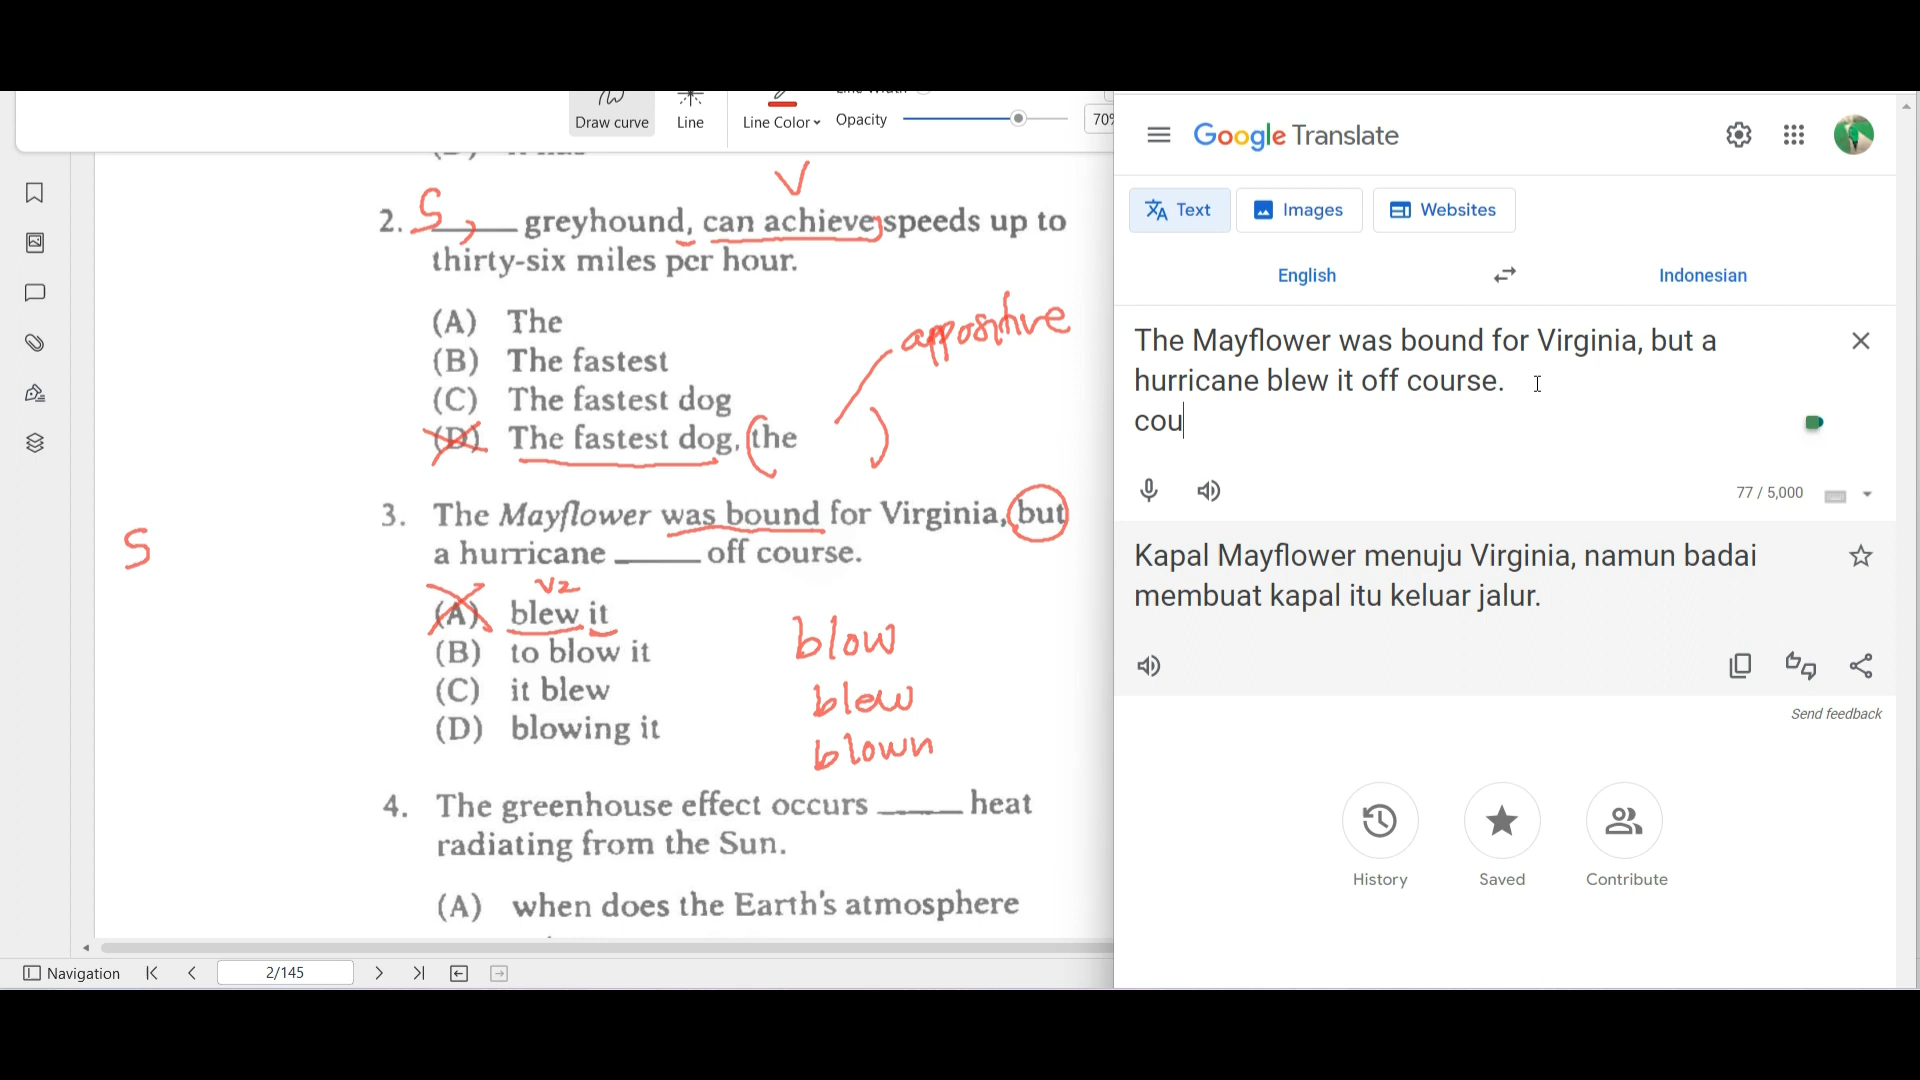 Draw curve
Line
Line Color
Opacity
70%
V
S
2. _____ greyhound, can achieve speeds up to
thirty-six miles per hour.
(A) The
(B) The fastest
(C) The fastest dog
(D) The fastest dog, the
appositive
3. The Mayflower was bound for Virginia, but
a hurricane _____ off course.
S
V2
(A) blew it
(B) to blow it
(C) it blew
(D) blowing it
blow
blew
blown
4. The greenhouse effect occurs _____ heat
radiating from the Sun.
(A) when does the Earth's atmosphere
Navigation
2/145
Google Translate
Text
Images
Websites
English
Indonesian
The Mayflower was bound for Virginia, but a
hurricane blew it off course.
cou
77 / 5,000
Kapal Mayflower menuju Virginia, namun badai
membuat kapal itu keluar jalur.
Send feedback
History
Saved
Contribute